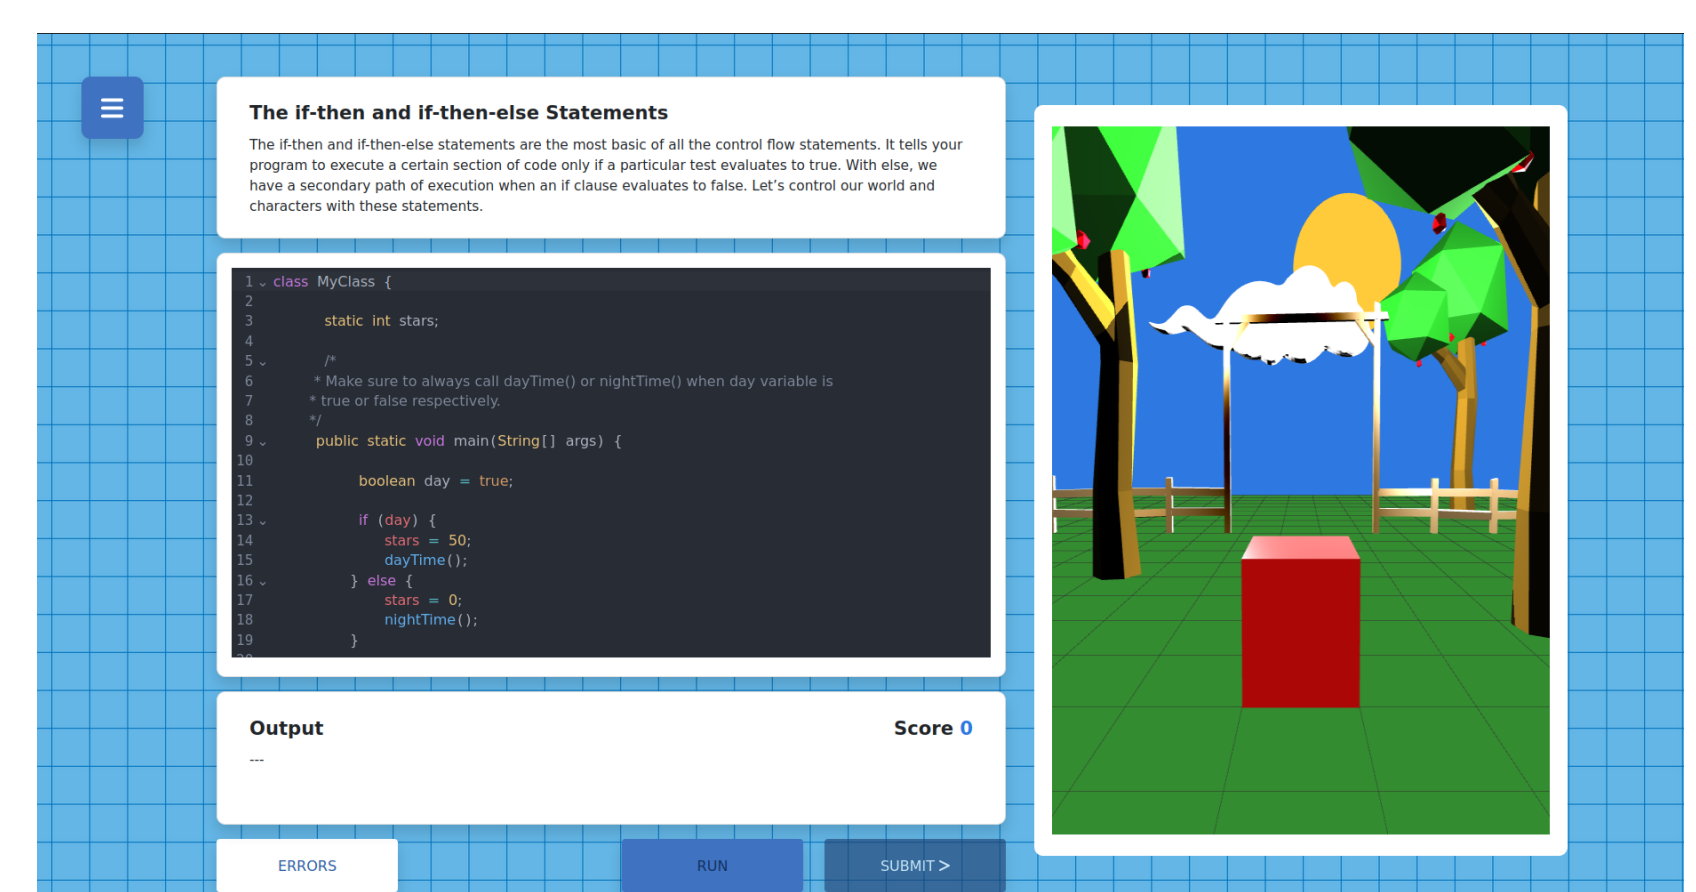 The if-then and if-then-else Statements
The if-then and if-then-else statements are the most basic of all the control flow statements. It tells your
program to execute a certain section of code only if a particular test evaluates to true. With else, we
have a secondary path of execution when an if clause evaluates to false. Let’s control our world and
characters with these statements.
1 class MyClass {
2
3 static int stars;
4
5 /*
6 * Make sure to always call dayTime() or nightTime() when day variable is
7 * true or false respectively.
8 */
9 public static void main(String[] args) {
10
11 boolean day = true;
12
13 if (day) {
14 stars = 50;
15 dayTime();
16 } else {
17 stars = 0;
18 nightTime();
19 }
20
Output Score 0
---
ERRORS RUN SUBMIT >